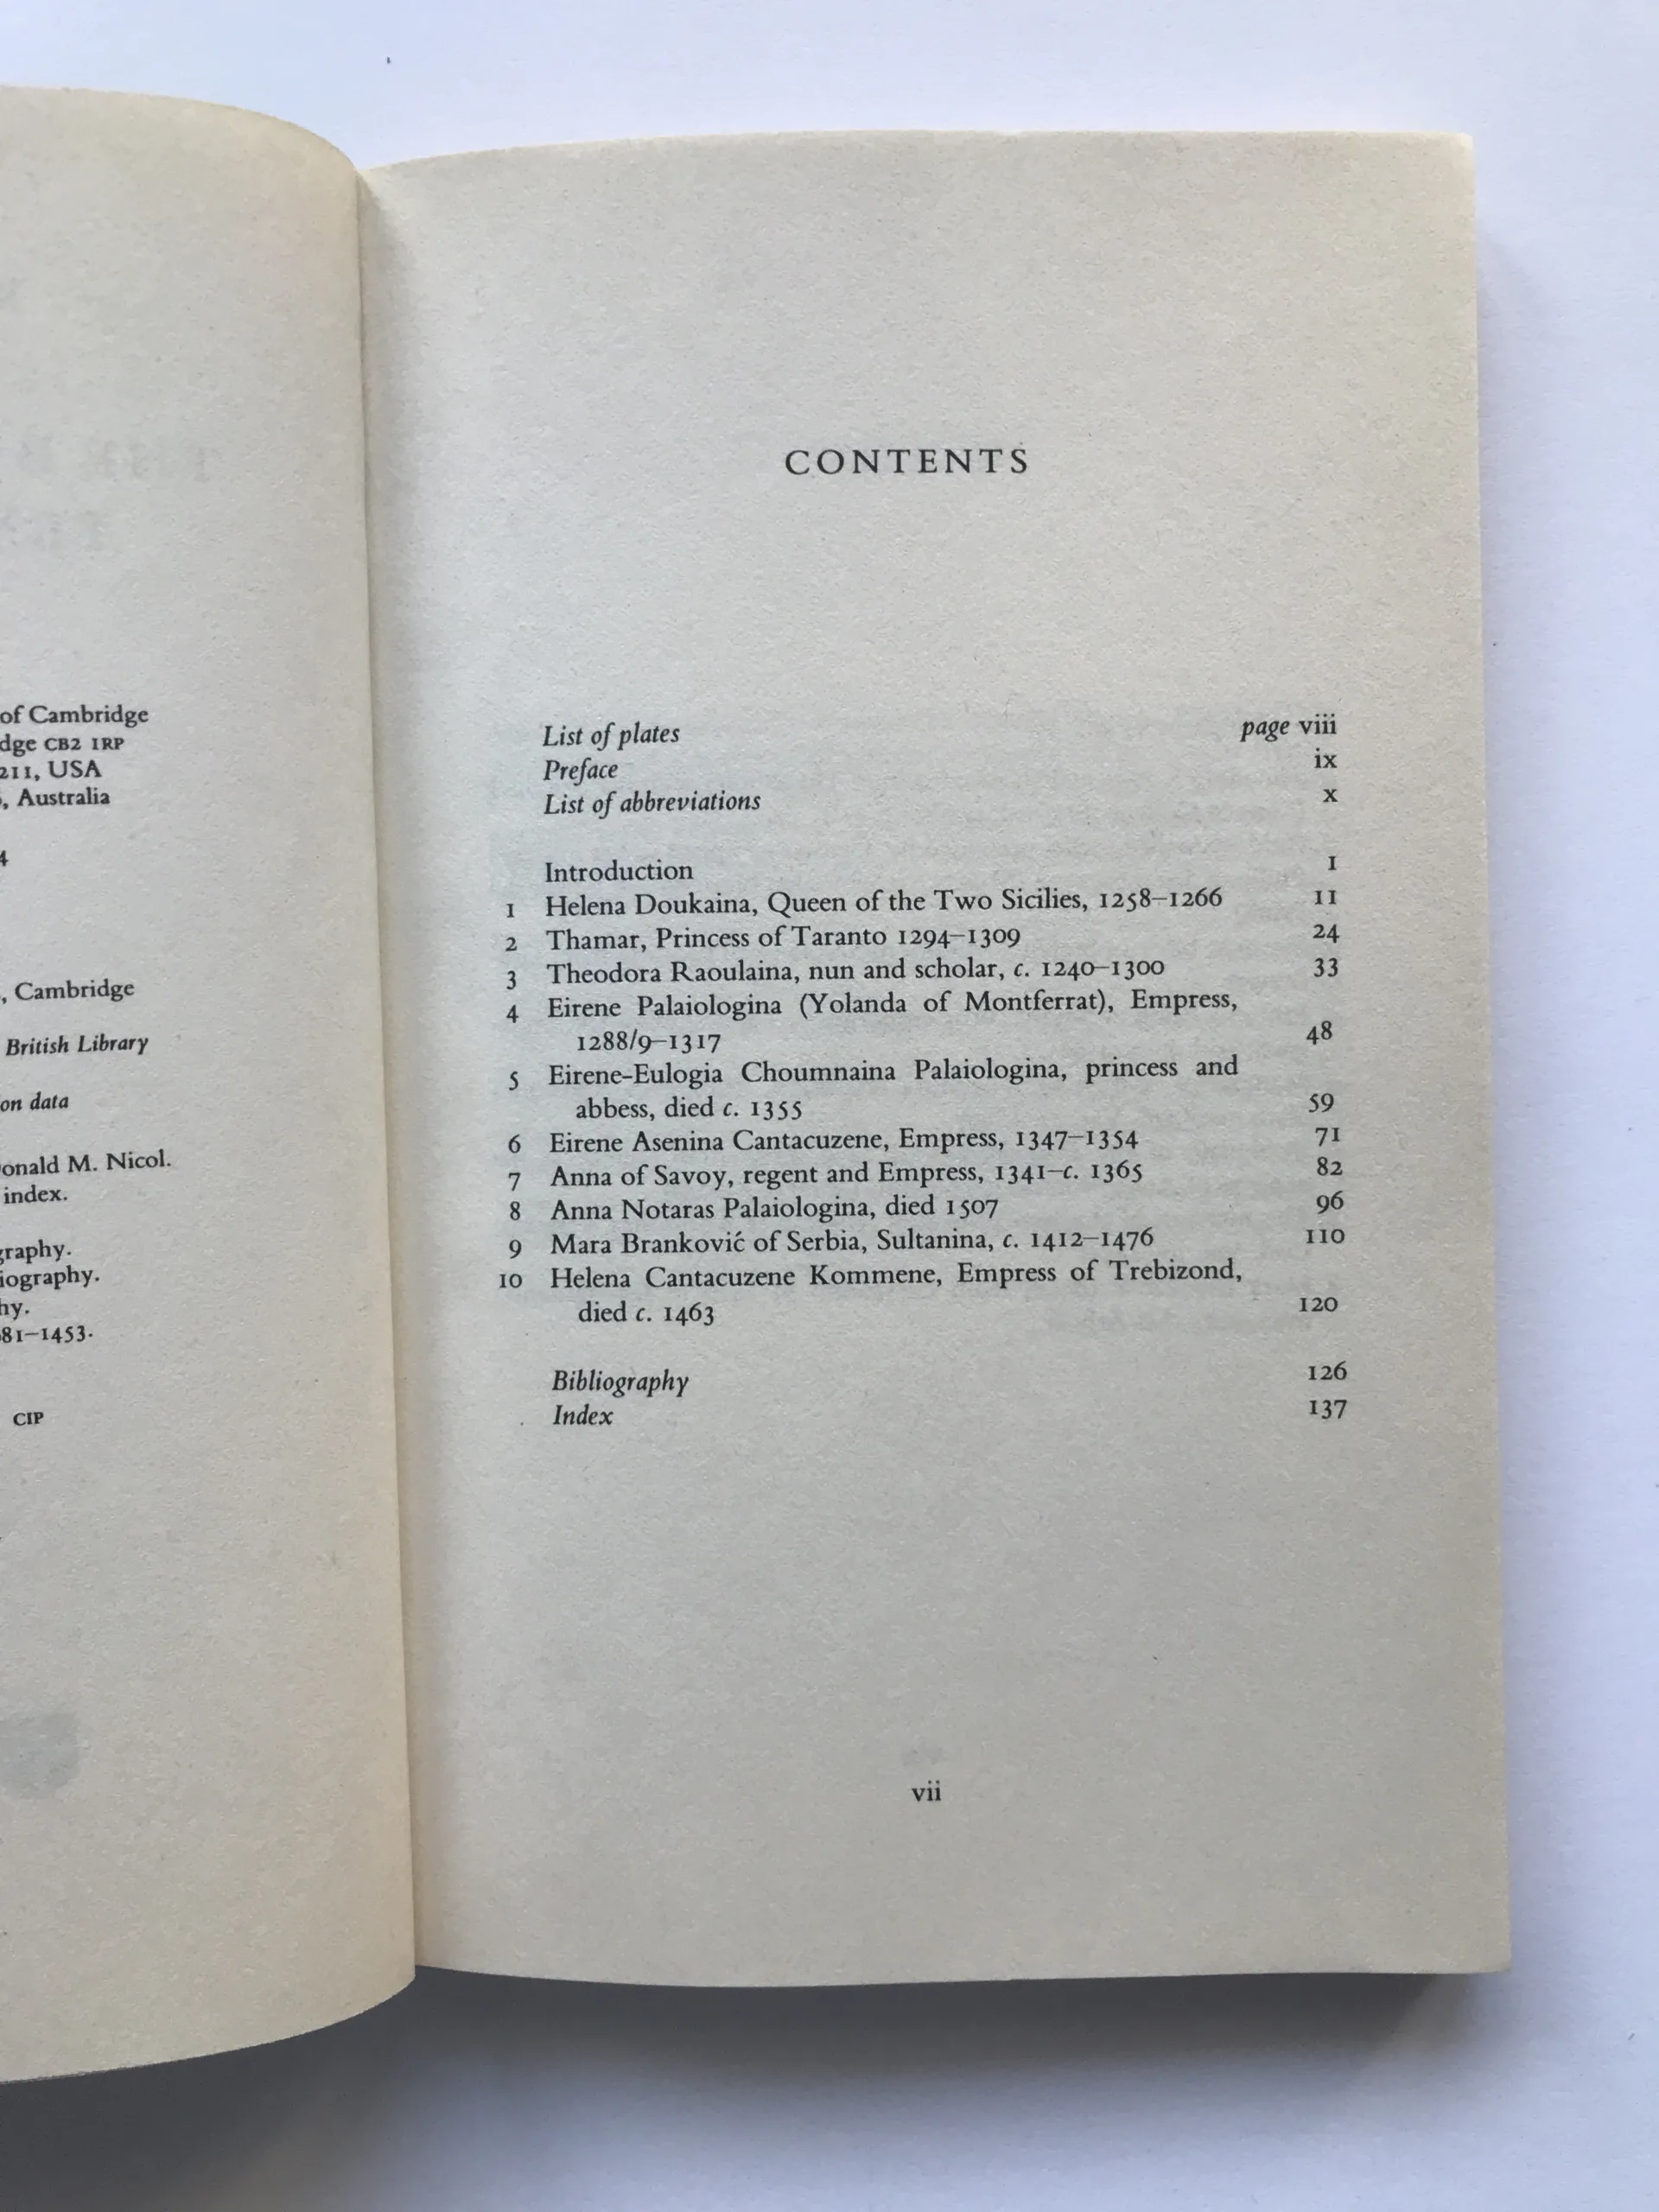 of Cambridge
CB2 1RP
211, USA
, Australia
4
, Cambridge
British Library
on data
onald M. Nicol.
index.
graphy.
iography.
hy.
81–1453.
CIP
CONTENTS
List of plates page viii
Preface ix
List of abbreviations x
Introduction 1
1 Helena Doukaina, Queen of the Two Sicilies, 1258–1266 11
2 Thamar, Princess of Taranto 1294–1309 24
3 Theodora Raoulaina, nun and scholar, c. 1240–1300 33
4 Eirene Palaiologina (Yolanda of Montferrat), Empress,
1288/9–1317 48
5 Eirene-Eulogia Choumnaina Palaiologina, princess and
abbess, died c. 1355 59
6 Eirene Asenina Cantacuzene, Empress, 1347–1354 71
7 Anna of Savoy, regent and Empress, 1341–c. 1365 82
8 Anna Notaras Palaiologina, died 1507 96
9 Mara Branković of Serbia, Sultanina, c. 1412–1476 110
10 Helena Cantacuzene Kommene, Empress of Trebizond,
died c. 1463 120
Bibliography 126
Index 137
vii